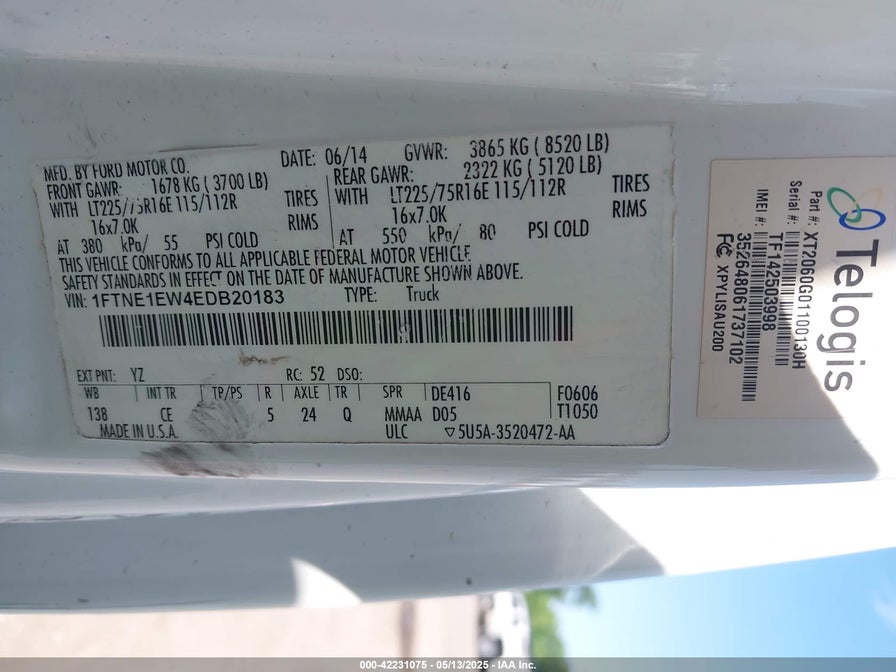 MFD. BY FORD MOTOR CO.
DATE: 06/14 GVWR: 3865 KG ( 8520 LB)
FRONT GAWR: 1678 KG ( 3700 LB) REAR GAWR: 2322 KG ( 5120 LB)
WITH LT225/75R16E 115/112R TIRES WITH LT225/75R16E 115/112R TIRES
16x7.0K RIMS 16x7.0K RIMS
AT 380 kPa/ 55 PSI COLD AT 550 kPa/ 80 PSI COLD
THIS VEHICLE CONFORMS TO ALL APPLICABLE FEDERAL MOTOR VEHICLE
SAFETY STANDARDS IN EFFECT ON THE DATE OF MANUFACTURE SHOWN ABOVE.
VIN: 1FTNE1EW4EDB20183 TYPE: Truck
EXT PNT: YZ RC: 52 DSO:
WB INT TR TP/PS R AXLE TR SPR DE416 F0606
138 CE 5 24 Q MMAA D05 T1050
MADE IN U.S.A. ULC ▽5U5A-3520472-AA
Telogis
Part #: XT2060G01100130H
Serial #:
TF142503998
IMEI #:
352648061737102
FC XPYLISAU200
000-42231075 - 05/13/2025 - IAA Inc.